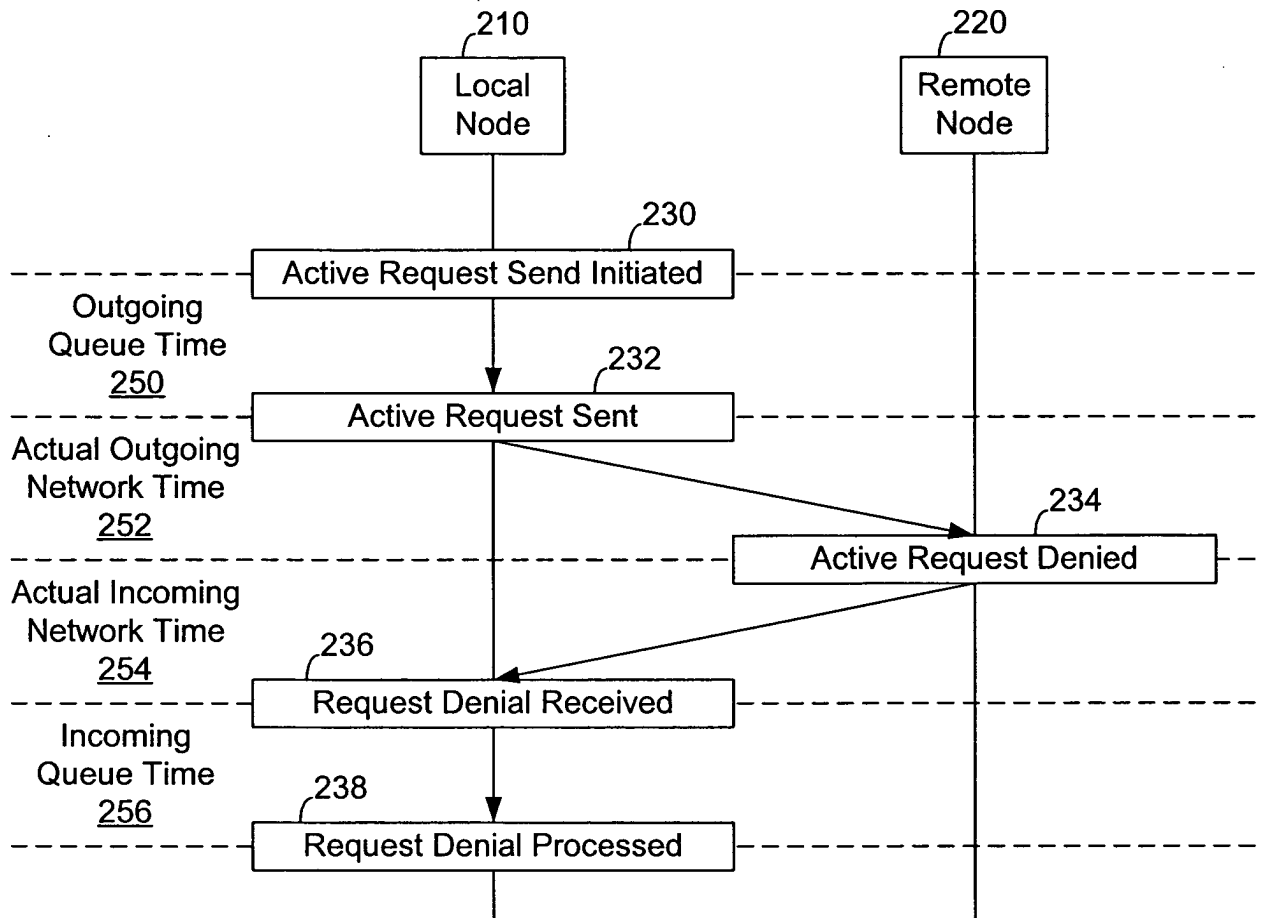 210
220
Local
Node
Remote
Node
230
Active Request Send Initiated
Outgoing
Queue Time
250
232
Active Request Sent
Actual Outgoing
Network Time
252
234
Active Request Denied
Actual Incoming
Network Time
254
236
Request Denial Received
Incoming
Queue Time
256
238
Request Denial Processed